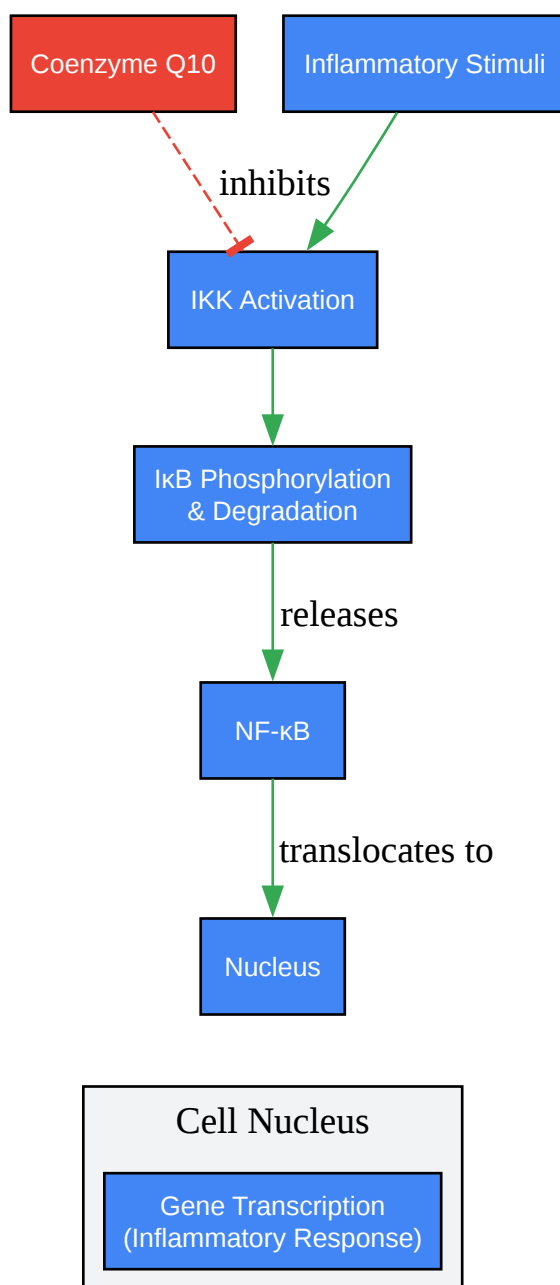 Coenzyme Q10
Inflammatory Stimuli
inhibits
IKK Activation
IκB Phosphorylation
& Degradation
releases
NF-κB
translocates to
Nucleus
Cell Nucleus
Gene Transcription
(Inflammatory Response)